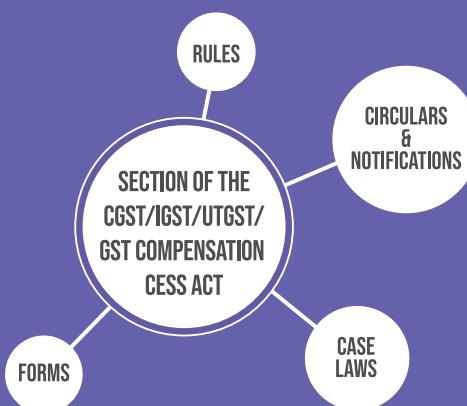 RULES
CIRCULARS
&
NOTIFICATIONS
SECTION OF THE
CGST/IGST/UTGST/
GST COMPENSATION
CESS ACT
CASE
LAWS
FORMS